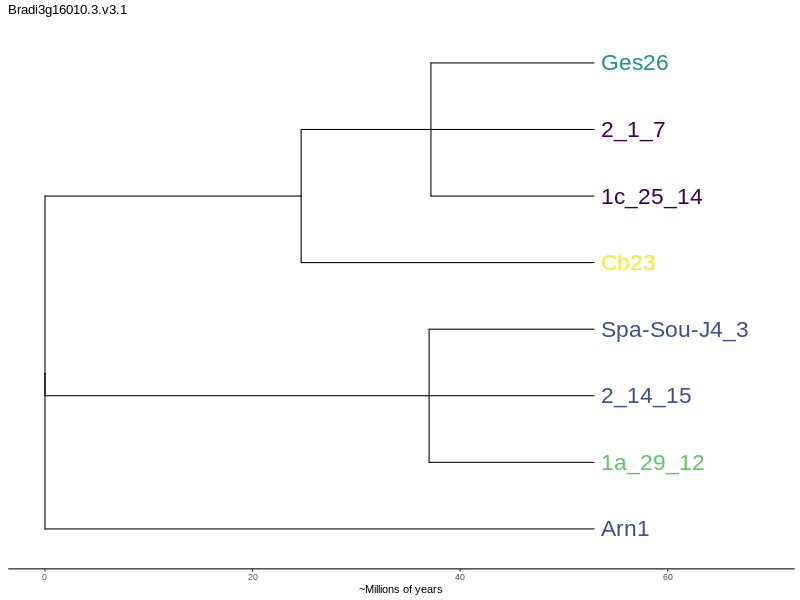 Bradi3g16010.3.v3.1
Ges26
2_1_7
1c_25_14
Cb23
Spa-Sou-J4_3
2_14_15
1a_29_12
Arn1
0 20 40 60
~Millions of years